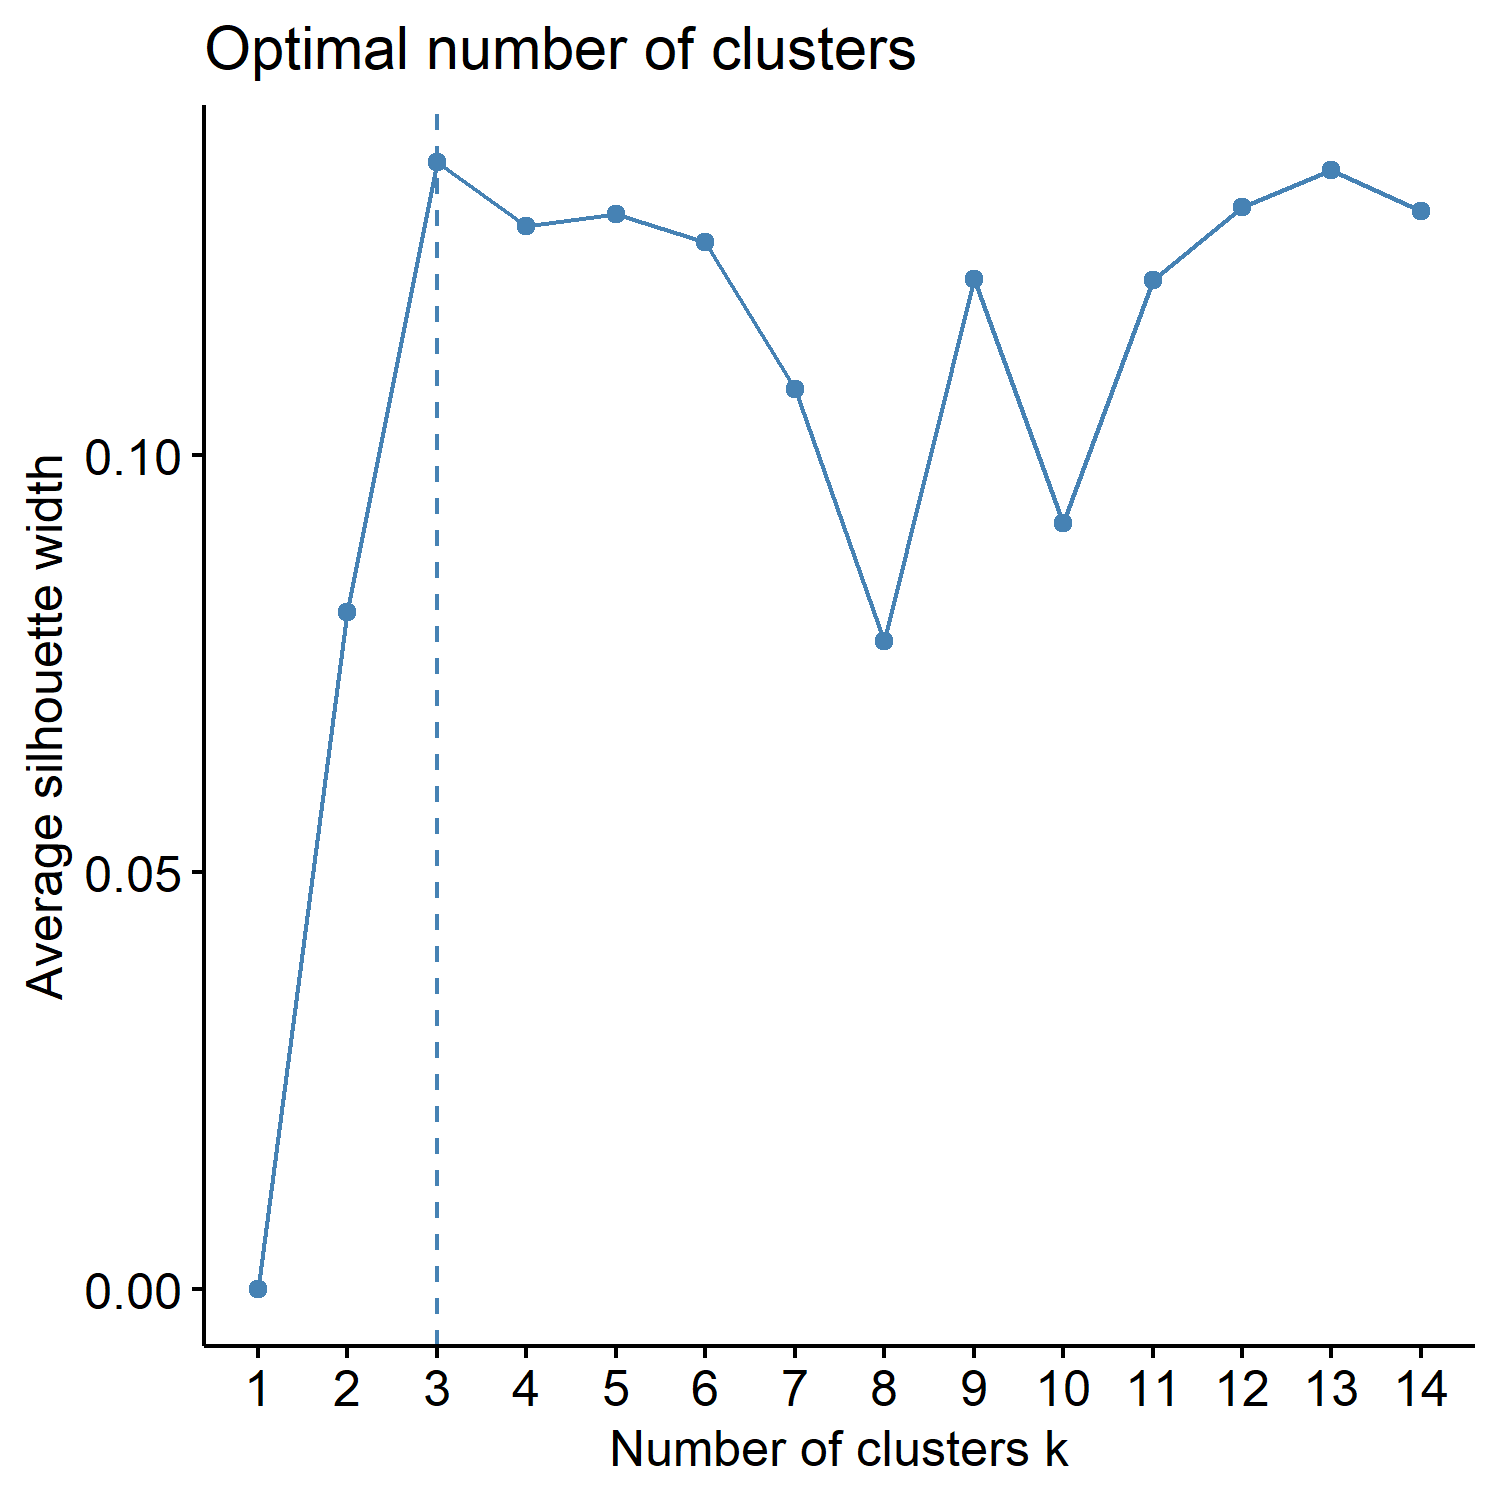 Optimal number of clusters
Average silhouette width
0.10
0.05
0.00
1 2 3 4 5 6 7 8 9 10 11 12 13 14
Number of clusters k